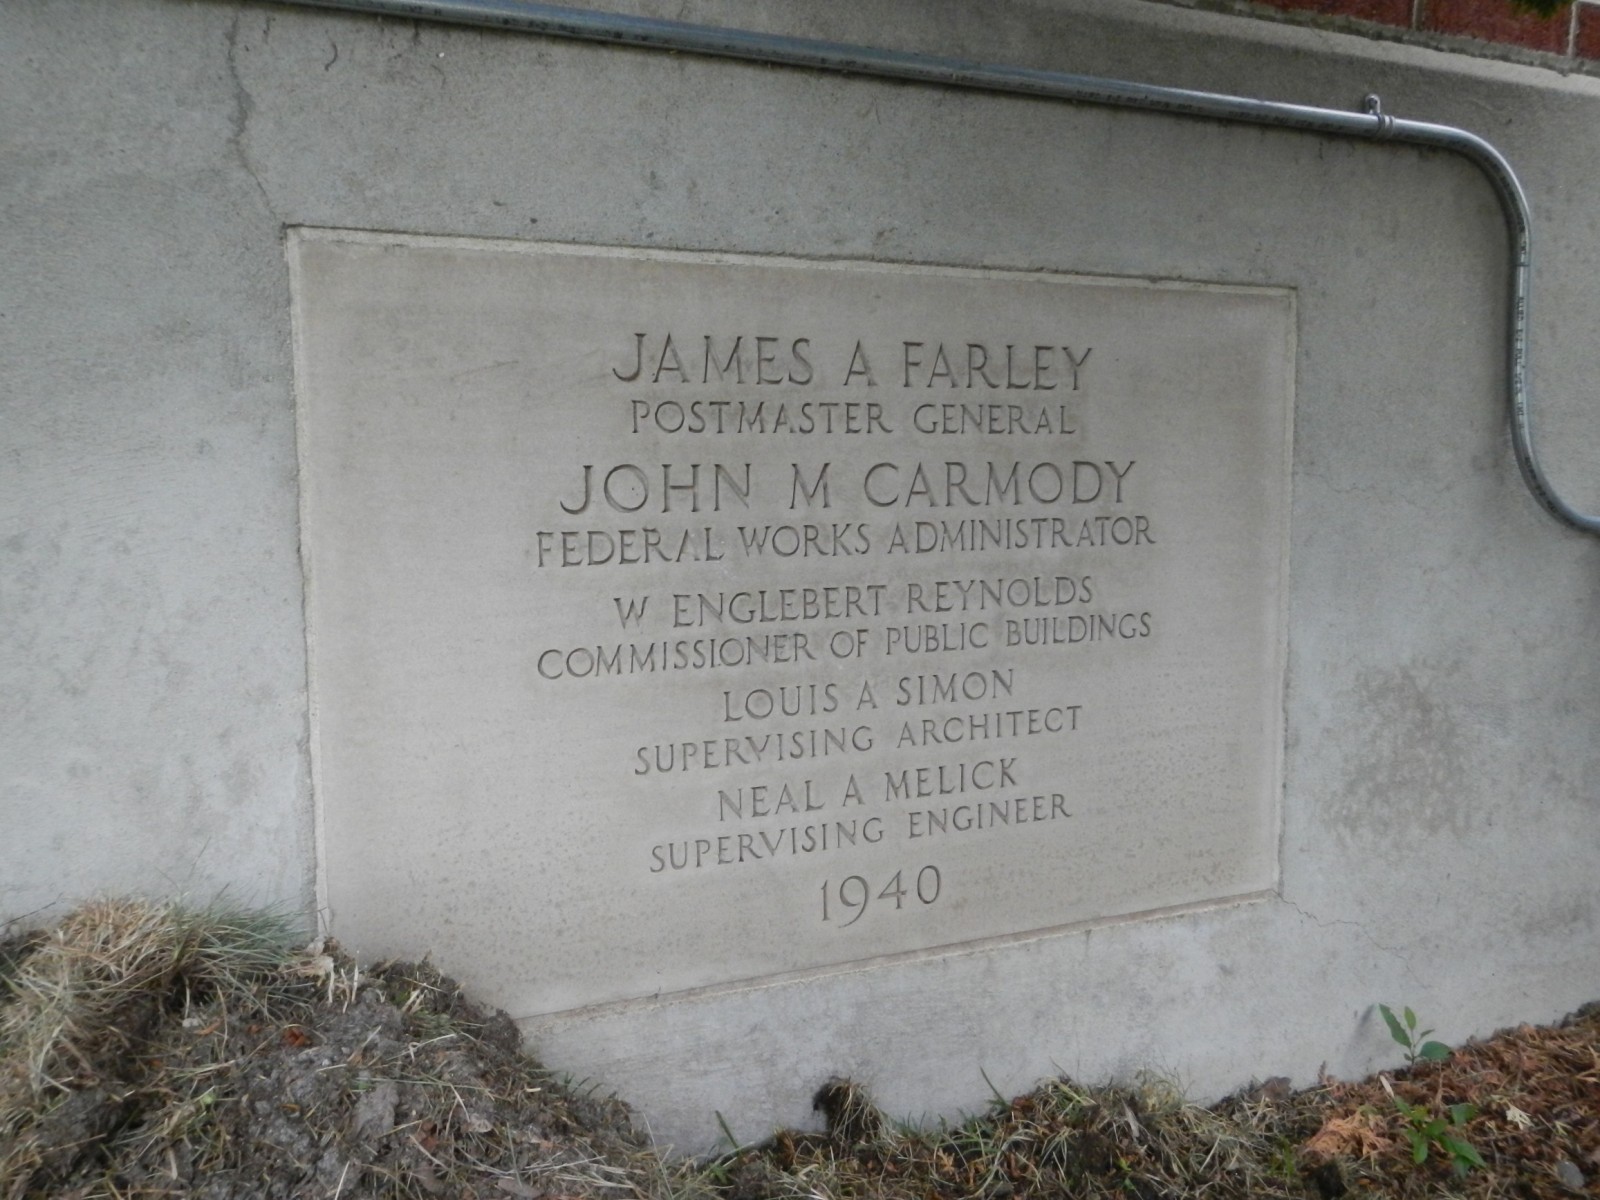 JAMES A FARLEY
POSTMASTER GENERAL
JOHN M CARMODY
FEDERAL WORKS ADMINISTRATOR
W ENGLEBERT REYNOLDS
COMMISSIONER OF PUBLIC BUILDINGS
LOUIS A SIMON
SUPERVISING ARCHITECT
NEAL A MELICK
SUPERVISING ENGINEER
1940